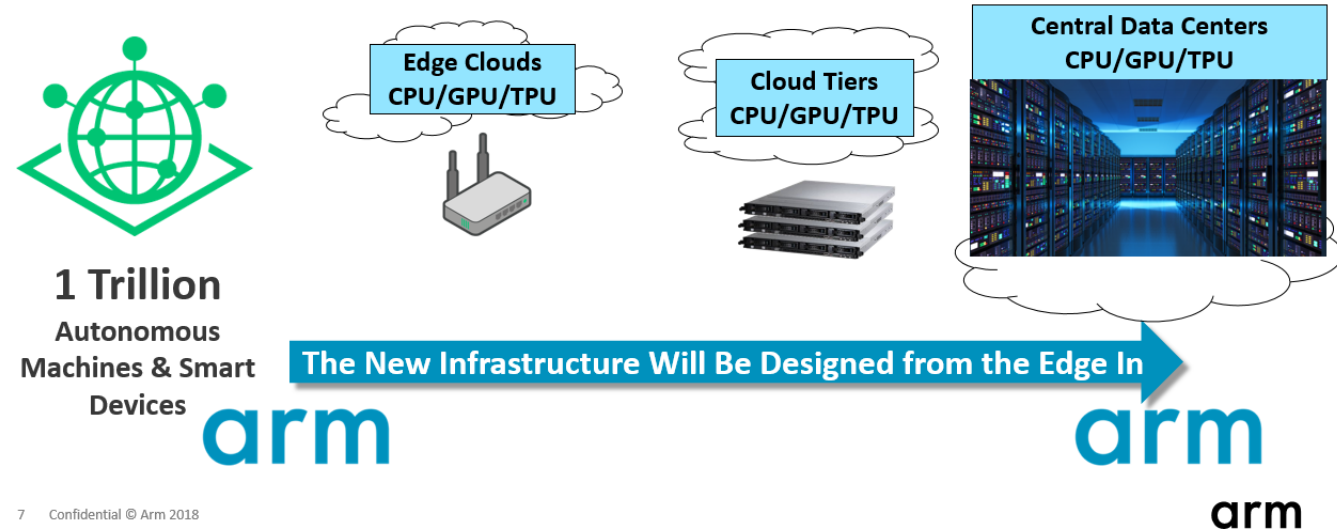 Edge Clouds
CPU/GPU/TPU
Cloud Tiers
CPU/GPU/TPU
Central Data Centers
CPU/GPU/TPU
1 Trillion
Autonomous
Machines & Smart
Devices
The New Infrastructure Will Be Designed from the Edge In
arm
arm
7 Confidential © Arm 2018
arm